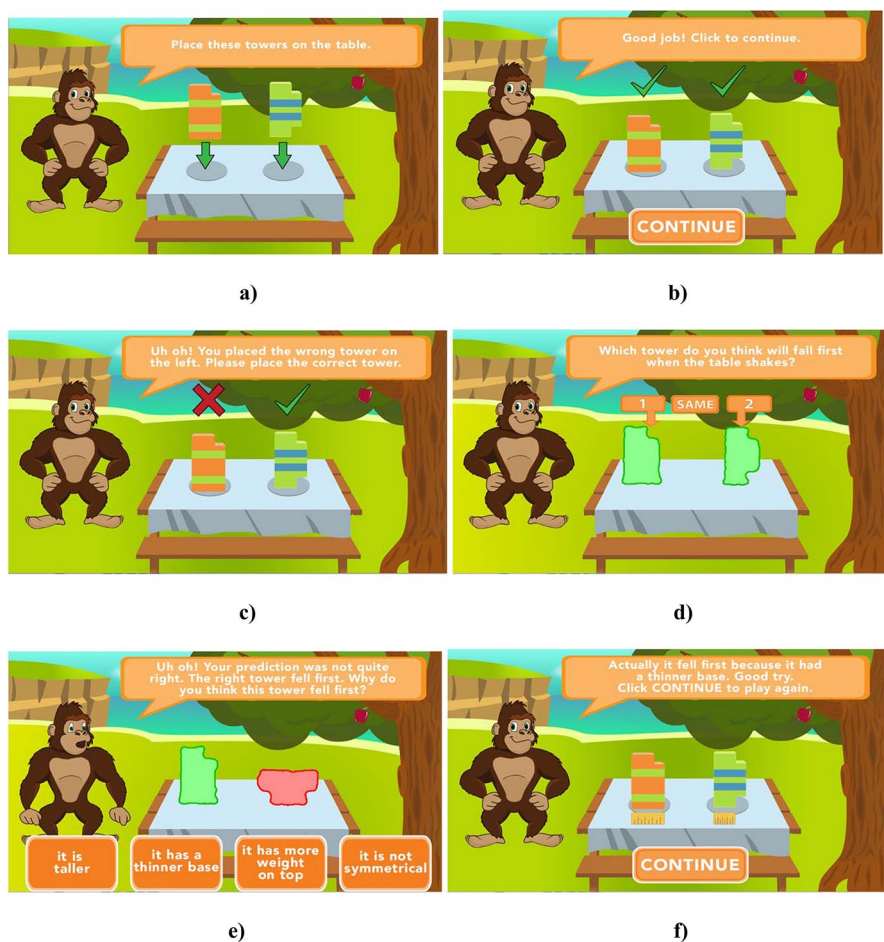 Place these towers on the table.
Good job! Click to continue.
CONTINUE
a)
b)
Uh oh! You placed the wrong tower on
the left. Please place the correct tower.
Which tower do you think will fall first
when the table shakes?
1 SAME 2
c)
d)
Uh oh! Your prediction was not quite
right. The right tower fell first. Why do
you think this tower fell first?
it is
taller
it has a
thinner base
it has more
weight
on top
it is not
symmetrical
Actually it fell first because it had
a thinner base. Good try.
Click CONTINUE to play again.
CONTINUE
e)
f)